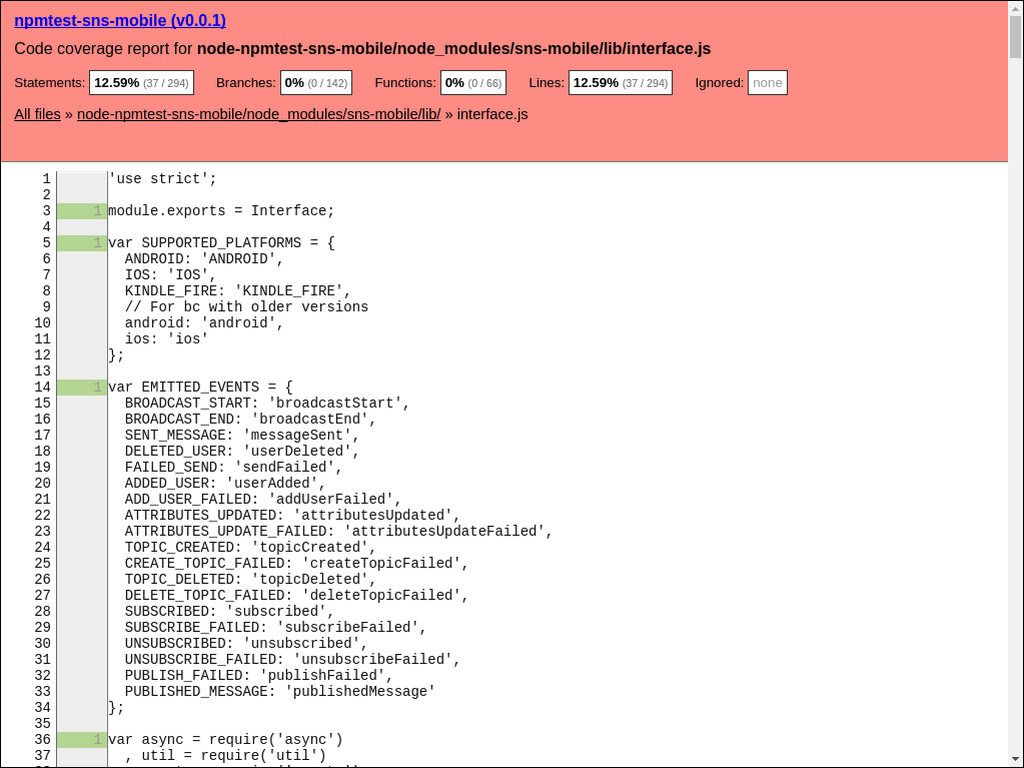 npmtest-sns-mobile (v0.0.1)
Code coverage report for node-npmtest-sns-mobile/node_modules/sns-mobile/lib/interface.js
Statements: 12.59% (37 / 294) Branches: 0% (0 / 142) Functions: 0% (0 / 66) Lines: 12.59% (37 / 294) Ignored: none
All files » node-npmtest-sns-mobile/node_modules/sns-mobile/lib/ » interface.js
1 'use strict';
2
3 1 module.exports = Interface;
4
5 1 var SUPPORTED_PLATFORMS = {
6 ANDROID: 'ANDROID',
7 IOS: 'IOS',
8 KINDLE_FIRE: 'KINDLE_FIRE',
9 // For bc with older versions
10 android: 'android',
11 ios: 'ios'
12 };
13
14 1 var EMITTED_EVENTS = {
15 BROADCAST_START: 'broadcastStart',
16 BROADCAST_END: 'broadcastEnd',
17 SENT_MESSAGE: 'messageSent',
18 DELETED_USER: 'userDeleted',
19 FAILED_SEND: 'sendFailed',
20 ADDED_USER: 'userAdded',
21 ADD_USER_FAILED: 'addUserFailed',
22 ATTRIBUTES_UPDATED: 'attributesUpdated',
23 ATTRIBUTES_UPDATE_FAILED: 'attributesUpdateFailed',
24 TOPIC_CREATED: 'topicCreated',
25 CREATE_TOPIC_FAILED: 'createTopicFailed',
26 TOPIC_DELETED: 'topicDeleted',
27 DELETE_TOPIC_FAILED: 'deleteTopicFailed',
28 SUBSCRIBED: 'subscribed',
29 SUBSCRIBE_FAILED: 'subscribeFailed',
30 UNSUBSCRIBED: 'unsubscribed',
31 UNSUBSCRIBE_FAILED: 'unsubscribeFailed',
32 PUBLISH_FAILED: 'publishFailed',
33 PUBLISHED_MESSAGE: 'publishedMessage'
34 };
35
36 1 var async = require('async')
37 , util = require('util')